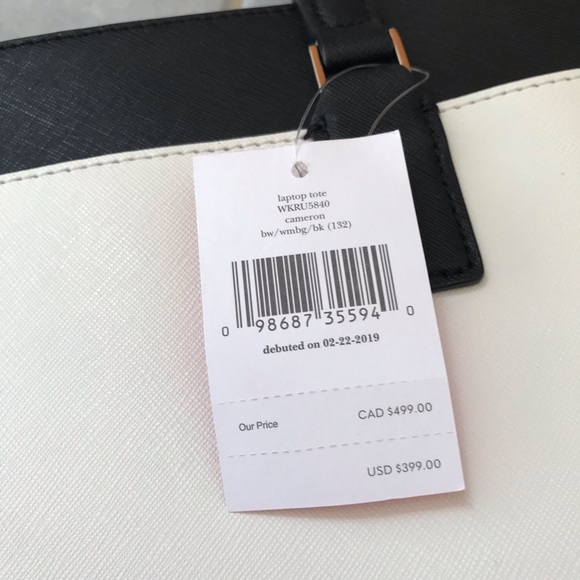 laptop tote
WKRU5840
cameron
bw/wmbg/bk (132)
0 98687 35594 0
debuted on 02-22-2019
Our Price CAD $499.00
USD $399.00